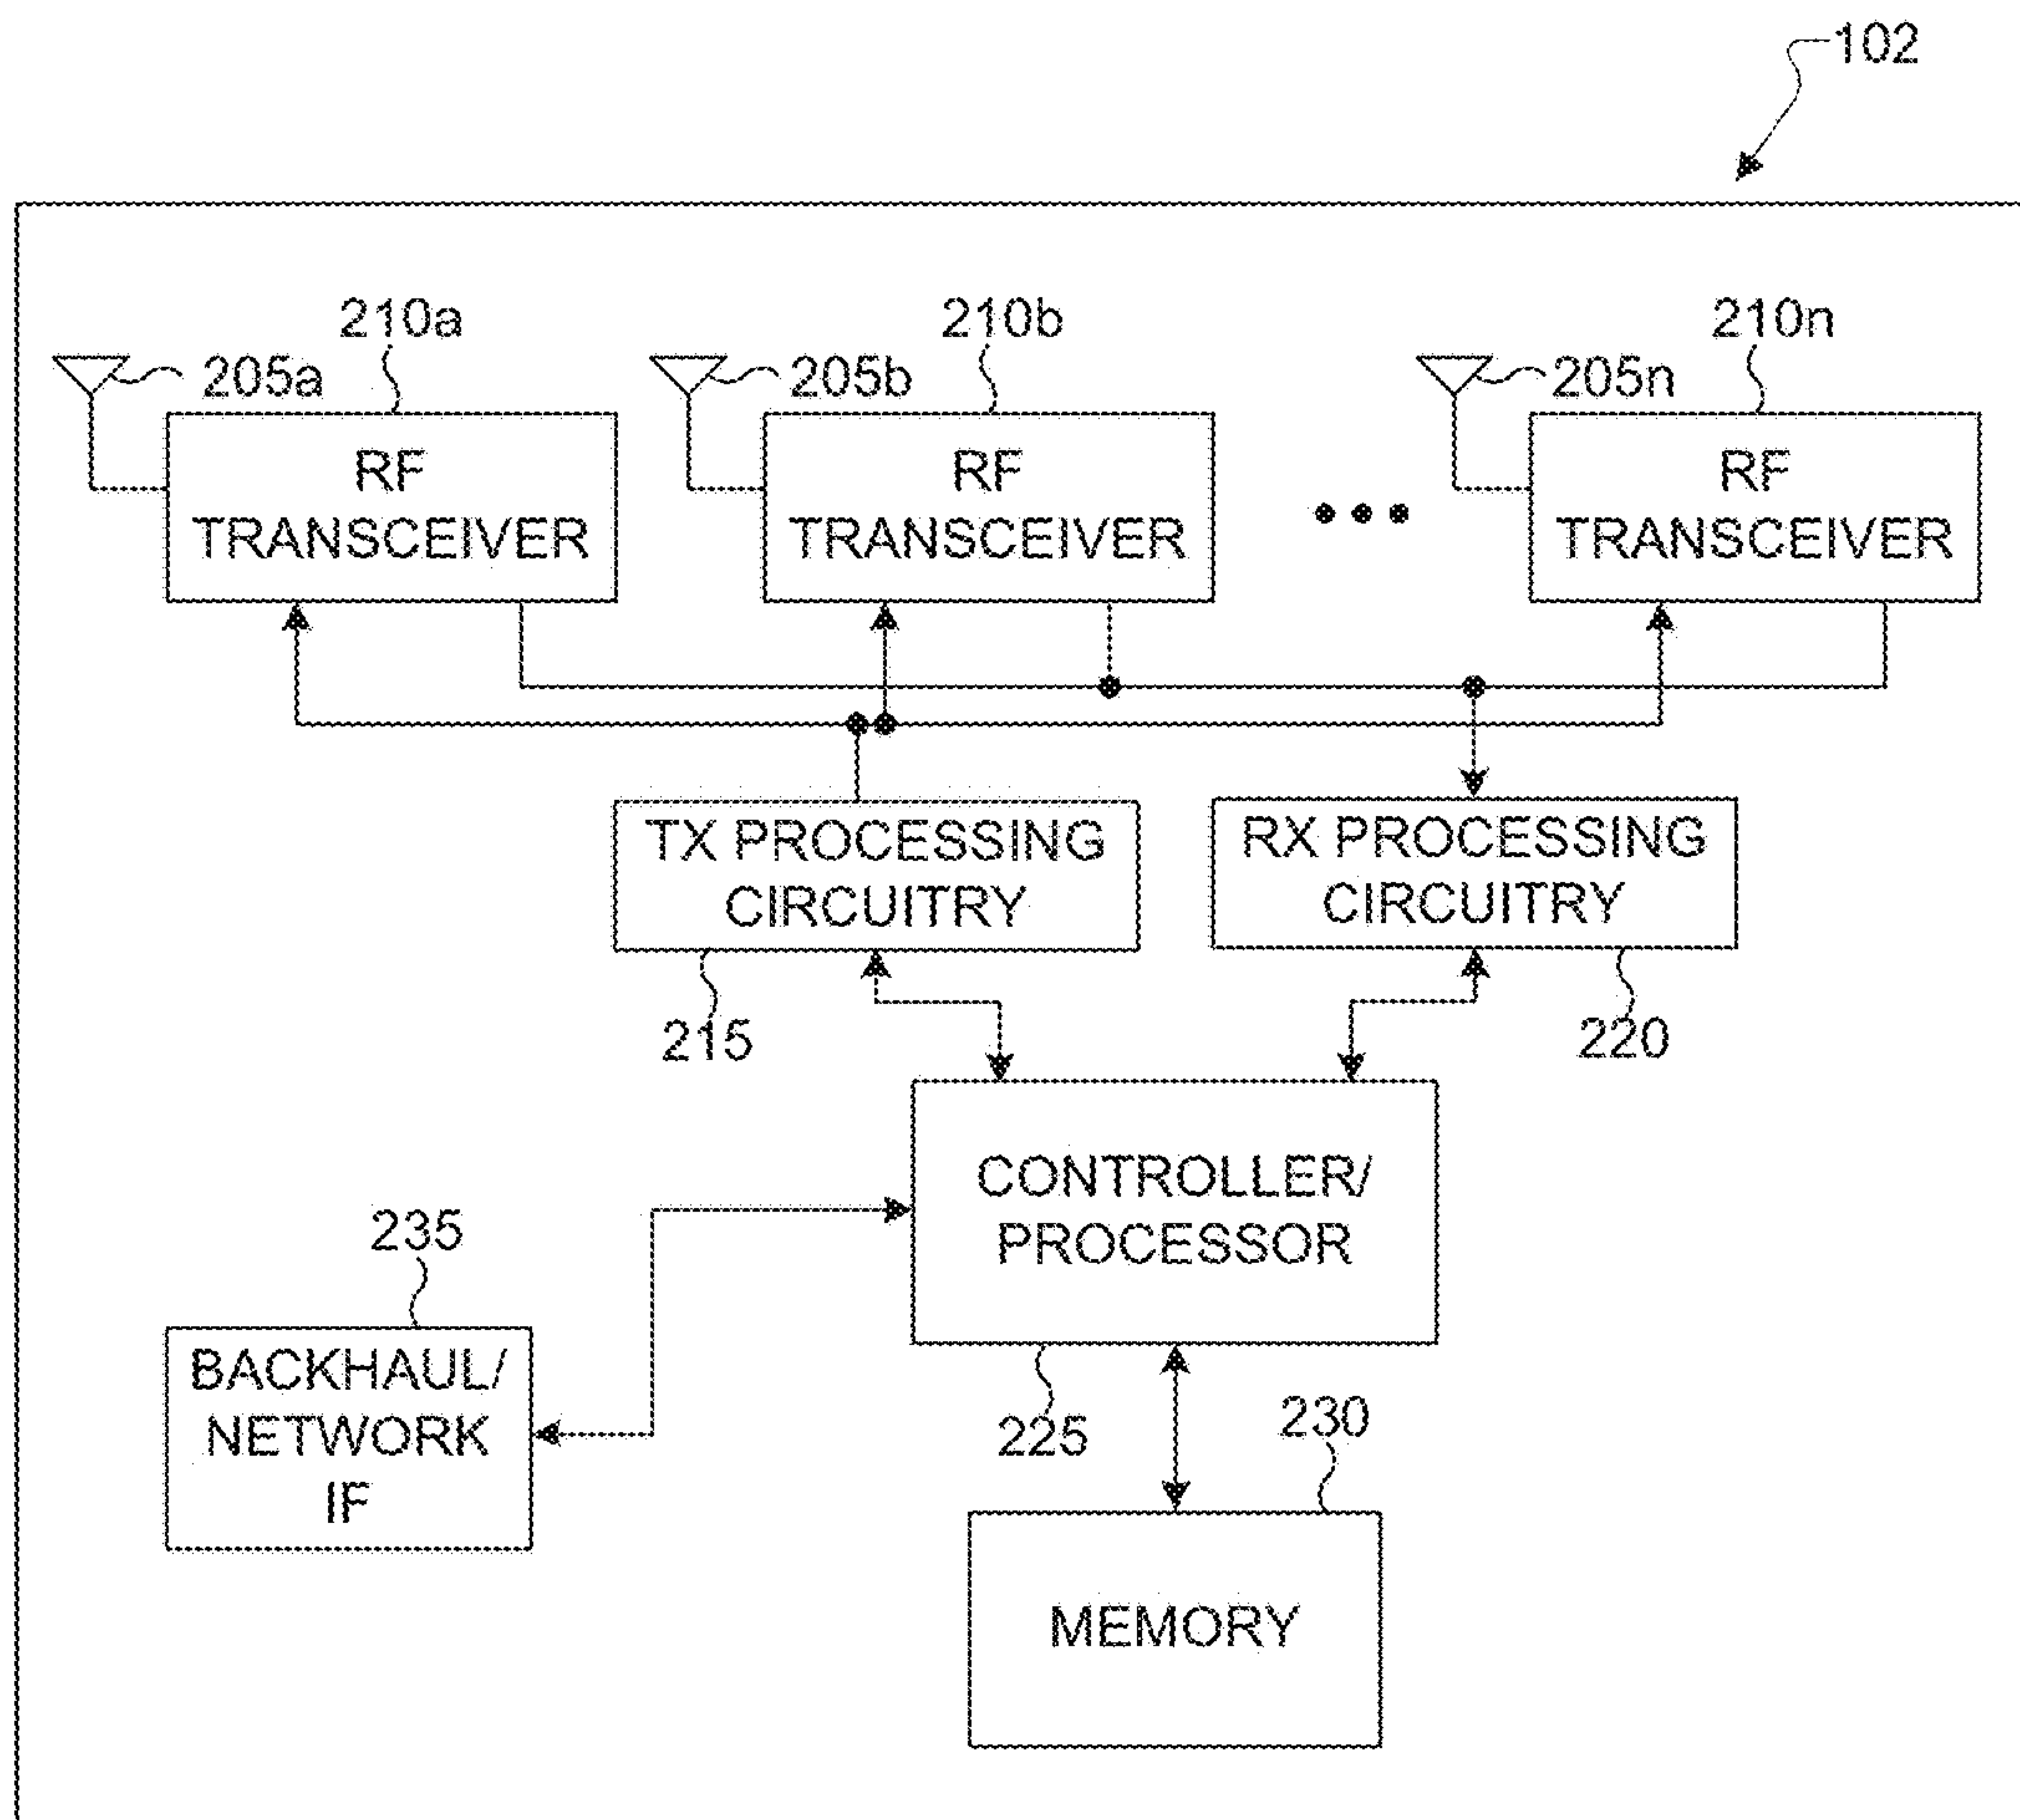 102
210a
210b
210n
205a
205b
205n
RF
TRANSCEIVER
RF
TRANSCEIVER
RF
TRANSCEIVER
TX PROCESSING
CIRCUITRY
RX PROCESSING
CIRCUITRY
215
220
CONTROLLER/
PROCESSOR
235
BACKHAUL/
NETWORK
IF
225
230
MEMORY